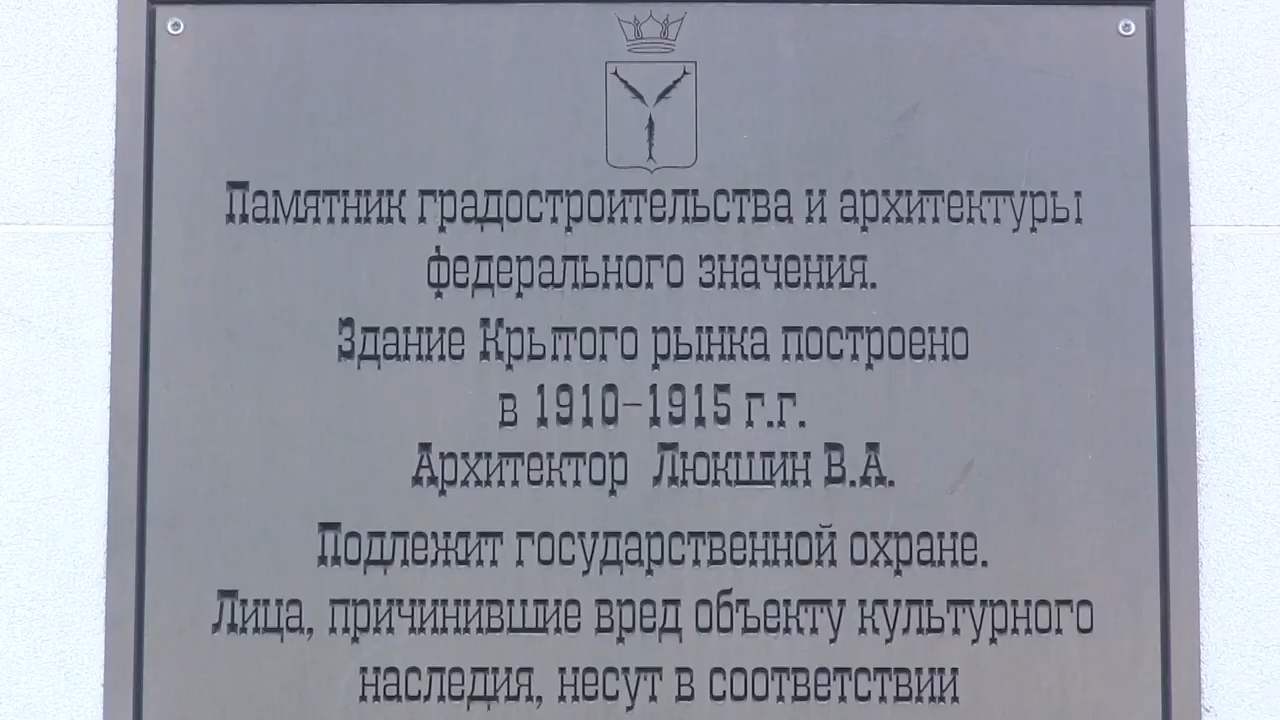 Памятник градостроительства и архитектуры
федерального значения.
Здание Крытого рынка построено
в 1910-1915 г.г.
Архитектор Люкшин В.А.
Подлежит государственной охране.
Лица, причинившие вред объекту культурного
наследия, несут в соответствии